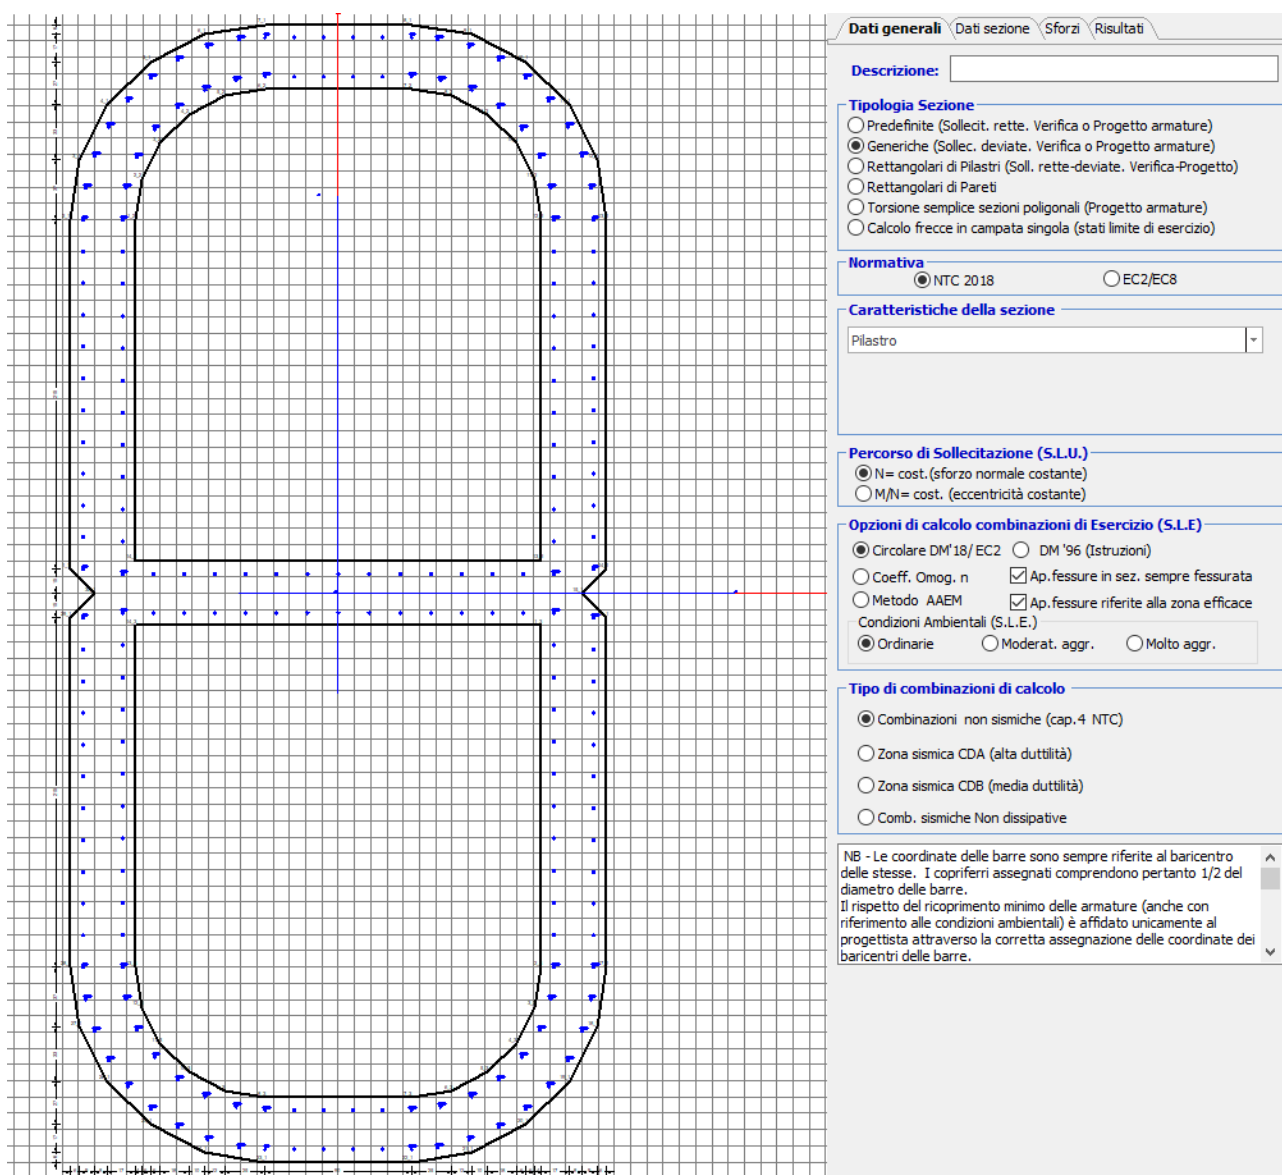 Dati generali Dati sezione Sforzi Risultati
Descrizione:
Tipologia Sezione
Predefinite (Sollecit. rette. Verifica o Progetto armature)
Generiche (Sollec. deviate. Verifica o Progetto armature)
Rettangolari di Pilastri (Soll. rette-deviate. Verifica-Progetto)
Rettangolari di Pareti
Torsione semplice sezioni poligonali (Progetto armature)
Calcolo frecce in campata singola (stati limite di esercizio)
Normativa
NTC 2018 EC2/EC8
Caratteristiche della sezione
Pilastro
Percorso di Sollecitazione (S.L.U.)
N= cost.(sforzo normale costante)
M/N= cost. (eccentricità costante)
Opzioni di calcolo combinazioni di Esercizio (S.L.E)
Circolare DM'18/ EC2 DM '96 (Istruzioni)
Coeff. Omog. n Ap.fessure in sez. sempre fessurata
Metodo AAEM Ap.fessure riferite alla zona efficace
Condizioni Ambientali (S.L.E.)
Ordinarie Moderat. aggr. Molto aggr.
Tipo di combinazioni di calcolo
Combinazioni non sismiche (cap.4 NTC)
Zona sismica CDA (alta duttilità)
Zona sismica CDB (media duttilità)
Comb. sismiche Non dissipative
NB - Le coordinate delle barre sono sempre riferite al baricentro
delle stesse. I copriferri assegnati comprendono pertanto 1/2 del
diametro delle barre.
Il rispetto del ricoprimento minimo delle armature (anche con
riferimento alle condizioni ambientali) è affidato unicamente al
progettista attraverso la corretta assegnazione delle coordinate dei
baricentri delle barre.